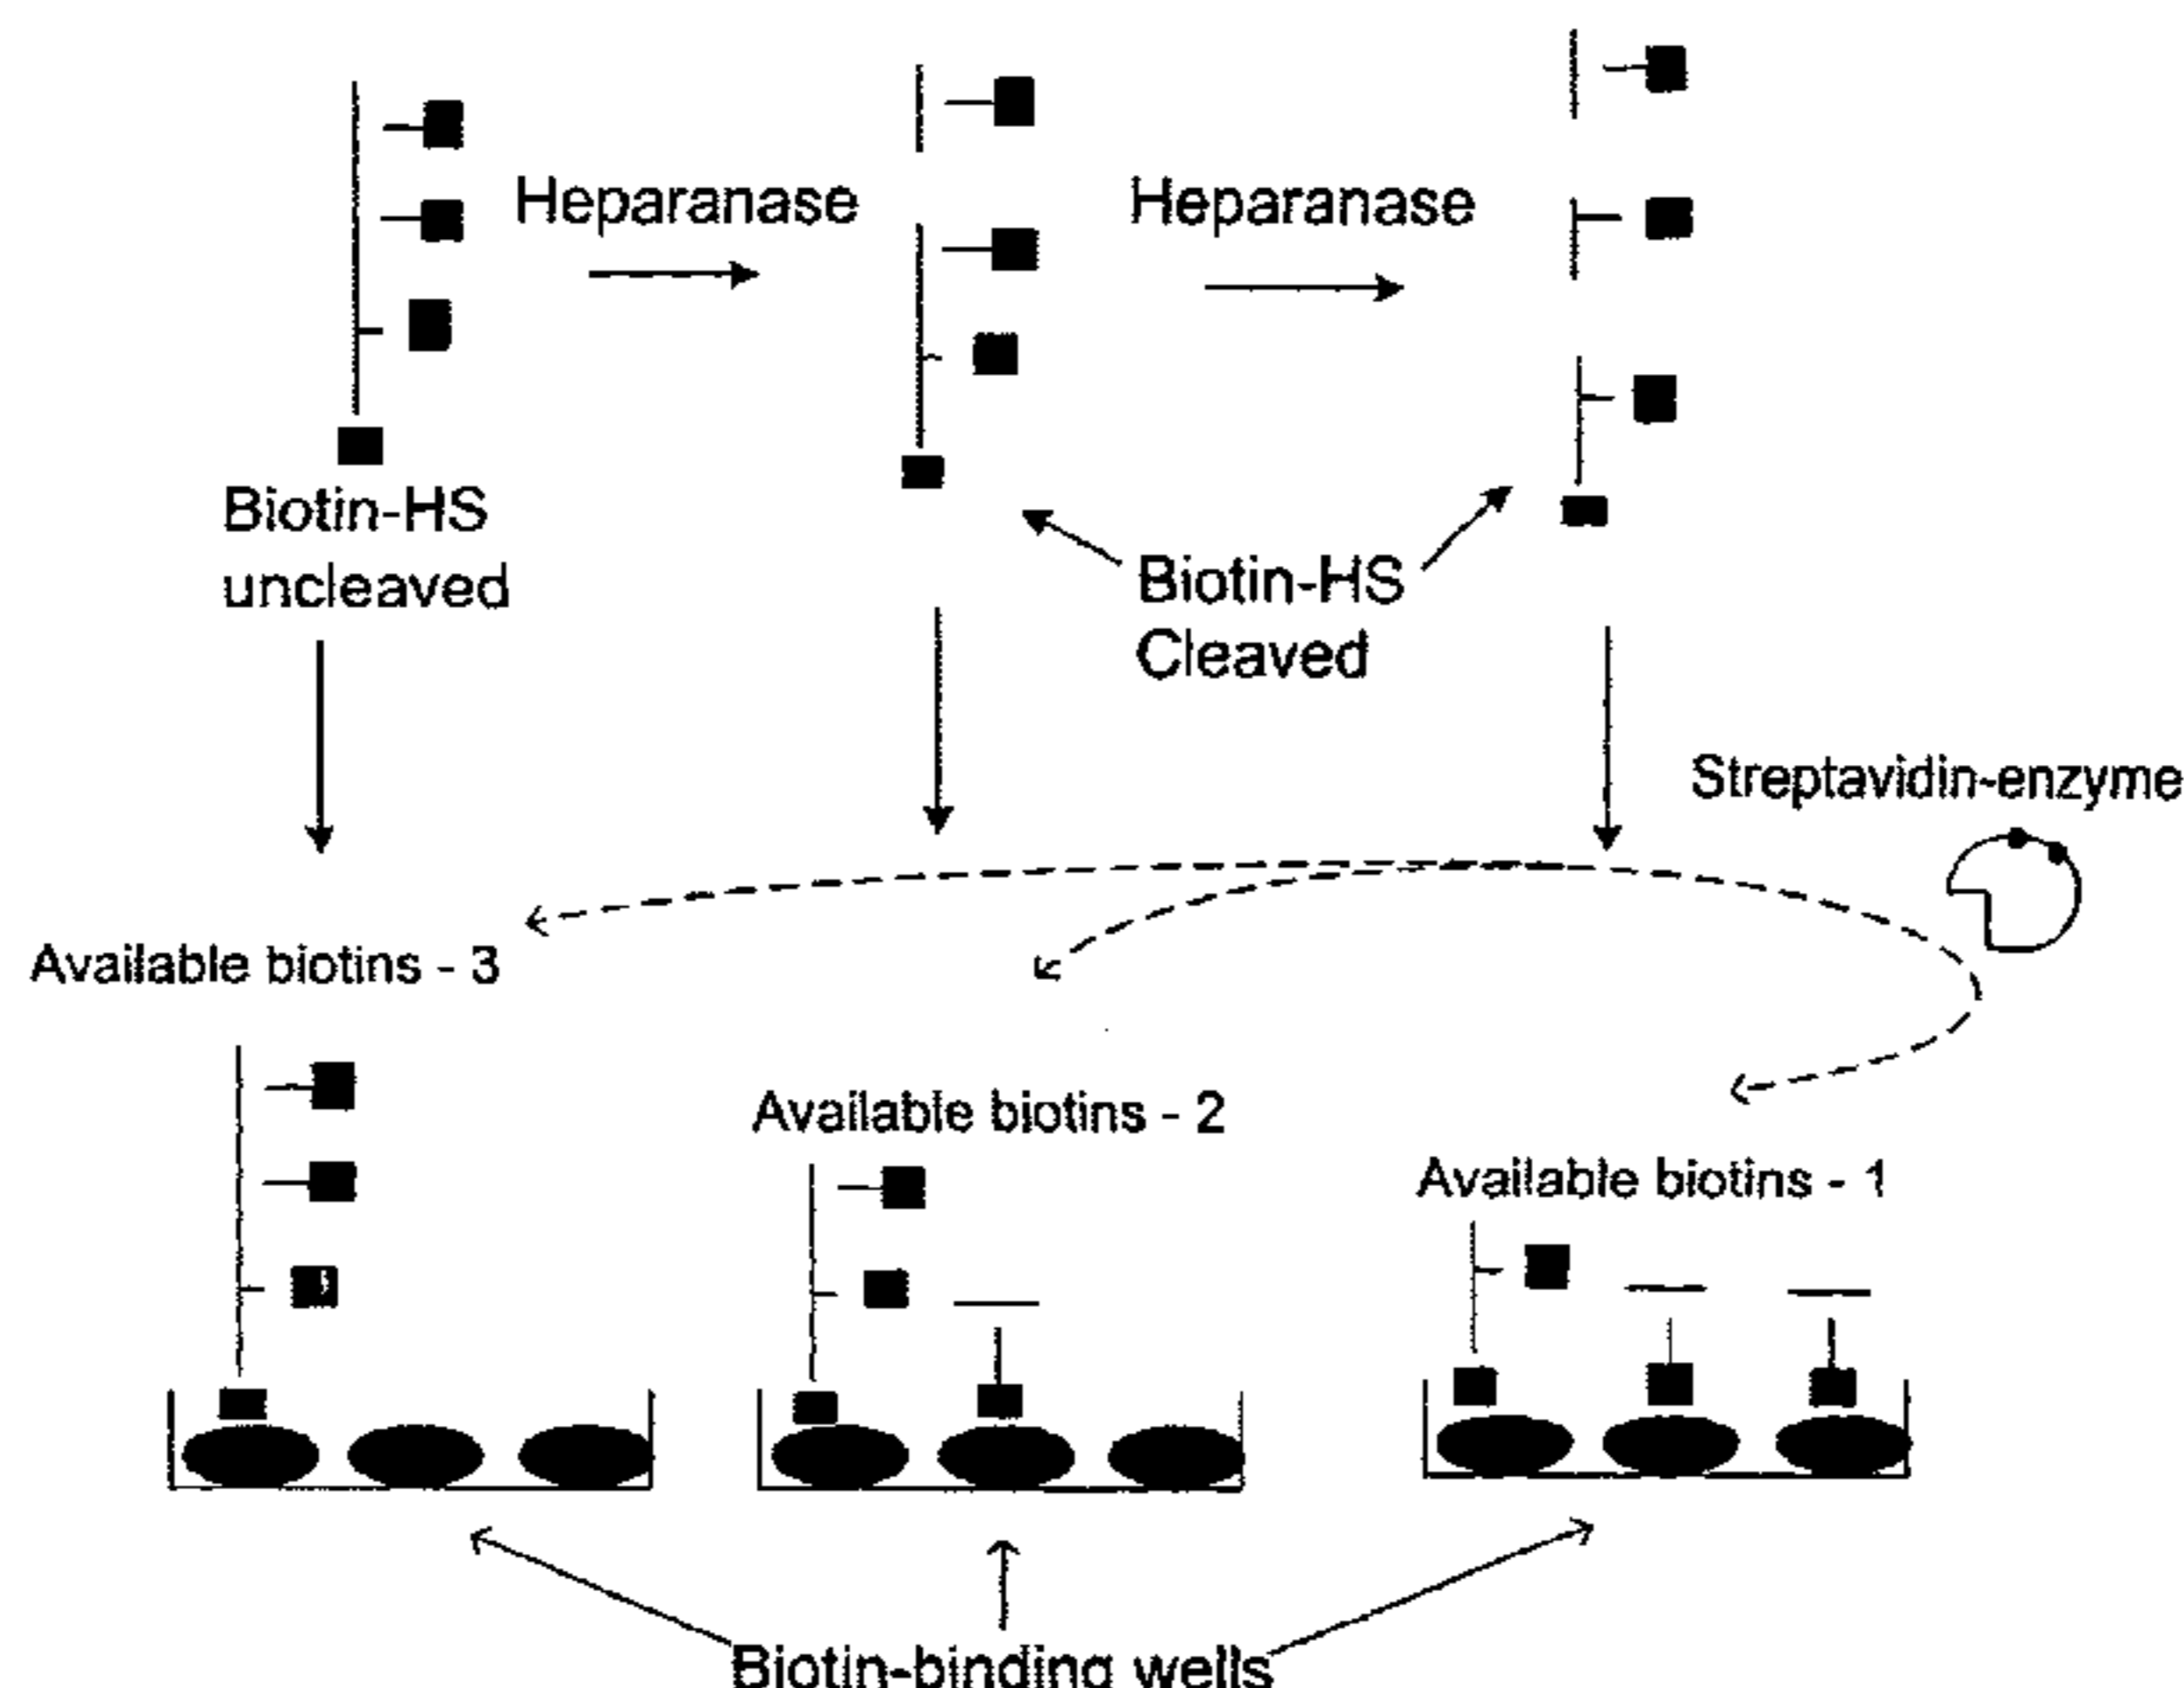 Heparanase
Heparanase
Biotin-HS
uncleaved
Biotin-HS
Cleaved
Streptavidin-enzyme
Available biotins - 3
Available biotins - 2
Available biotins - 1
Biotin-binding wells